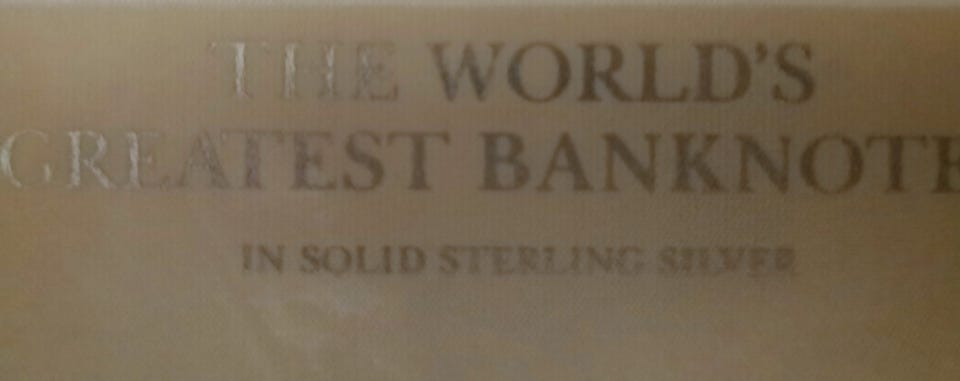 THE WORLD'S
GREATEST BANKNOTE
IN SOLID STERLING SILVER